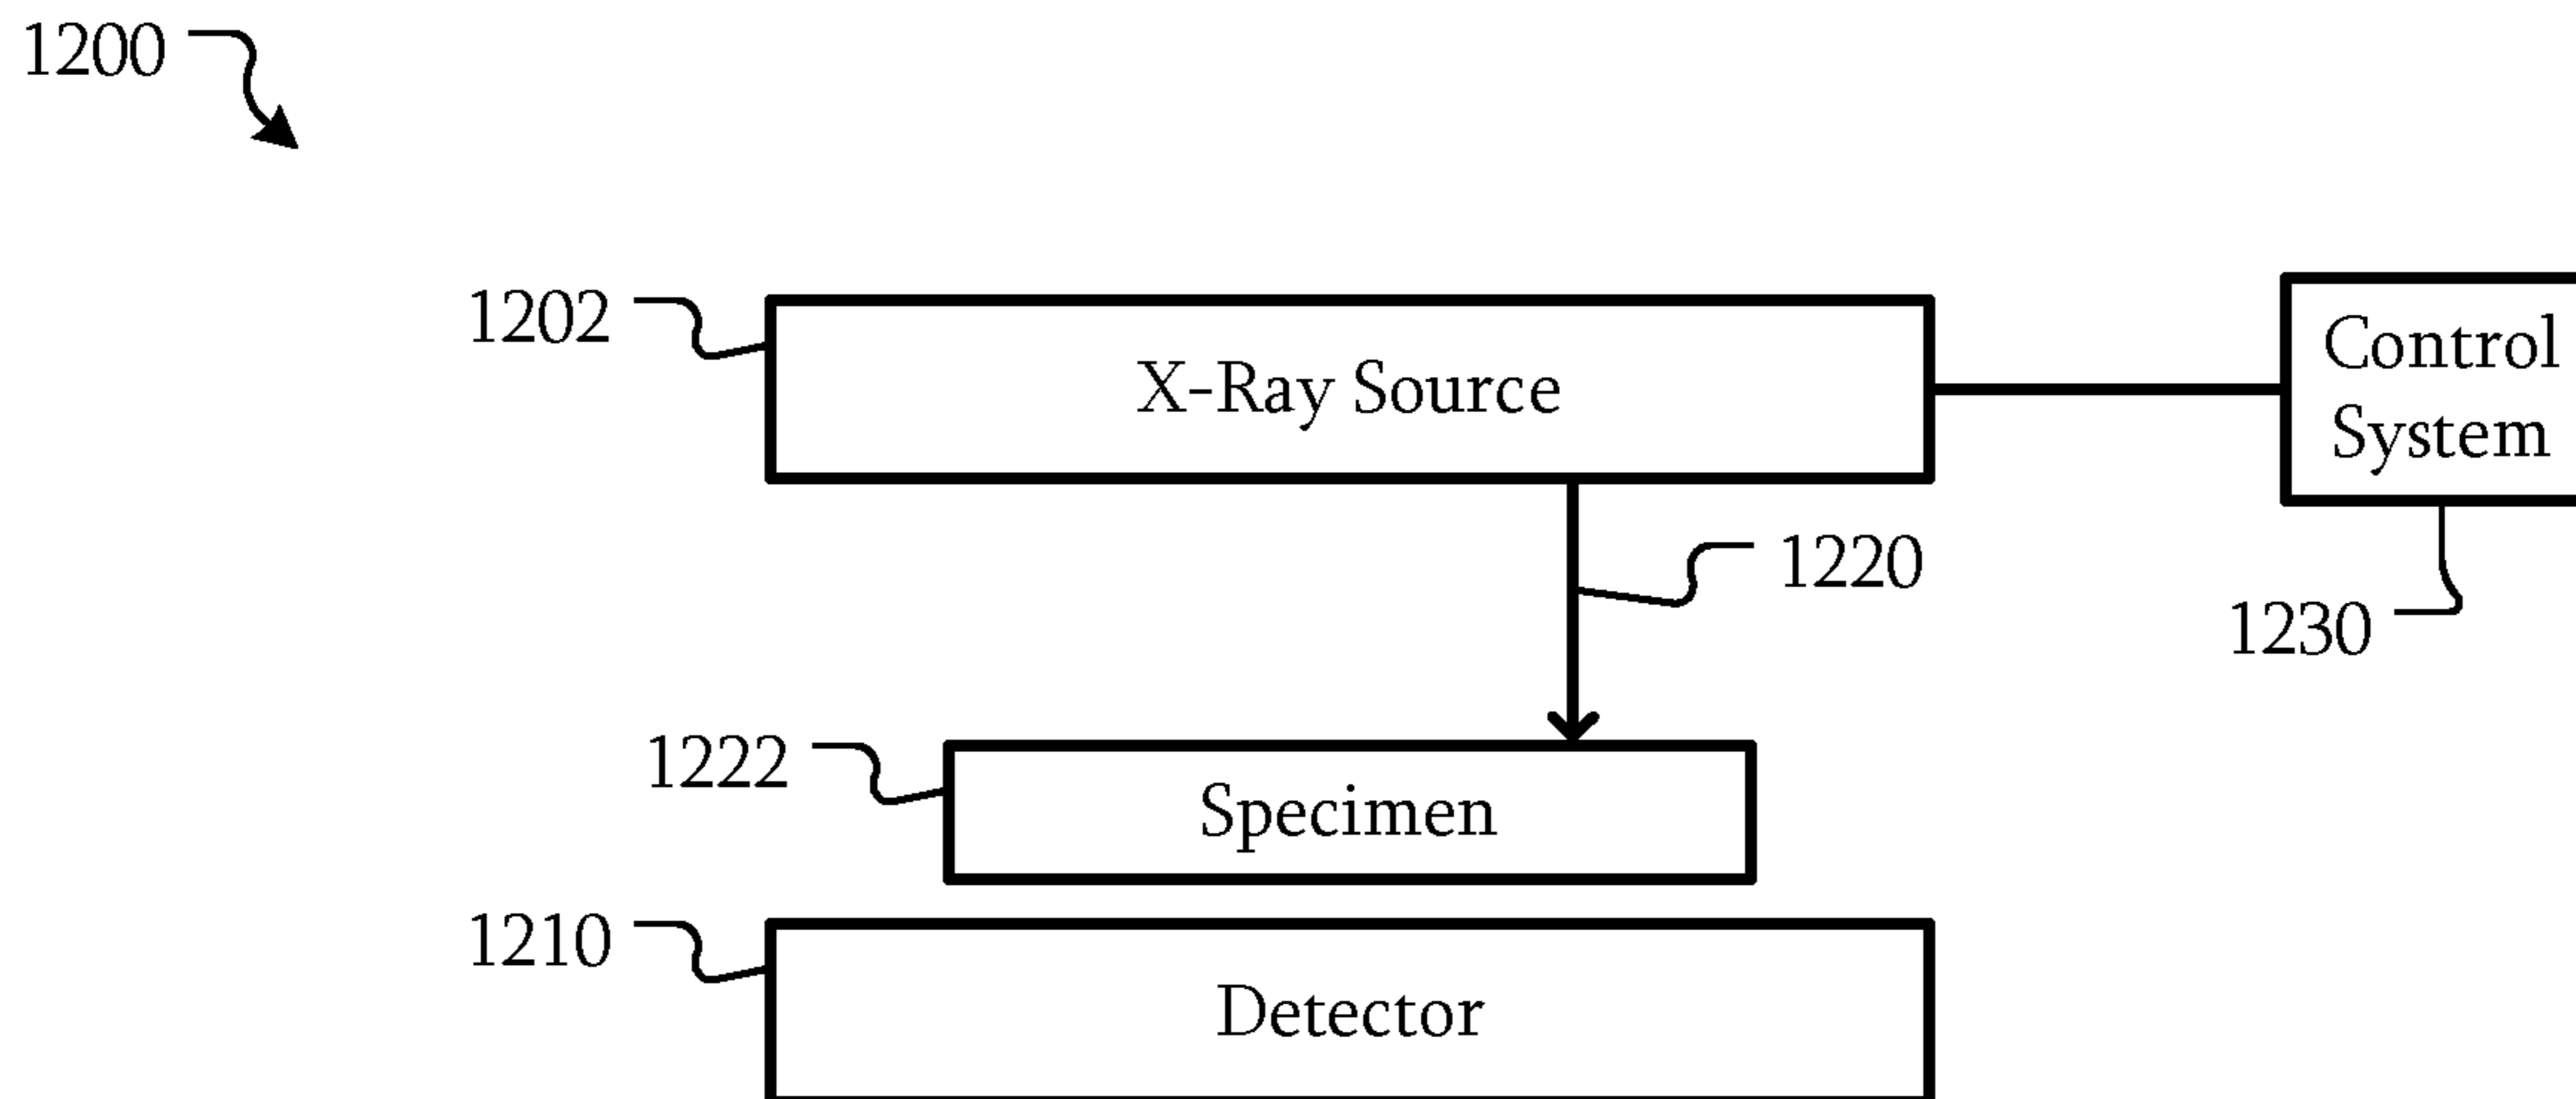 1200
1202
X-Ray Source
Control
System
1220
1230
1222
Specimen
1210
Detector